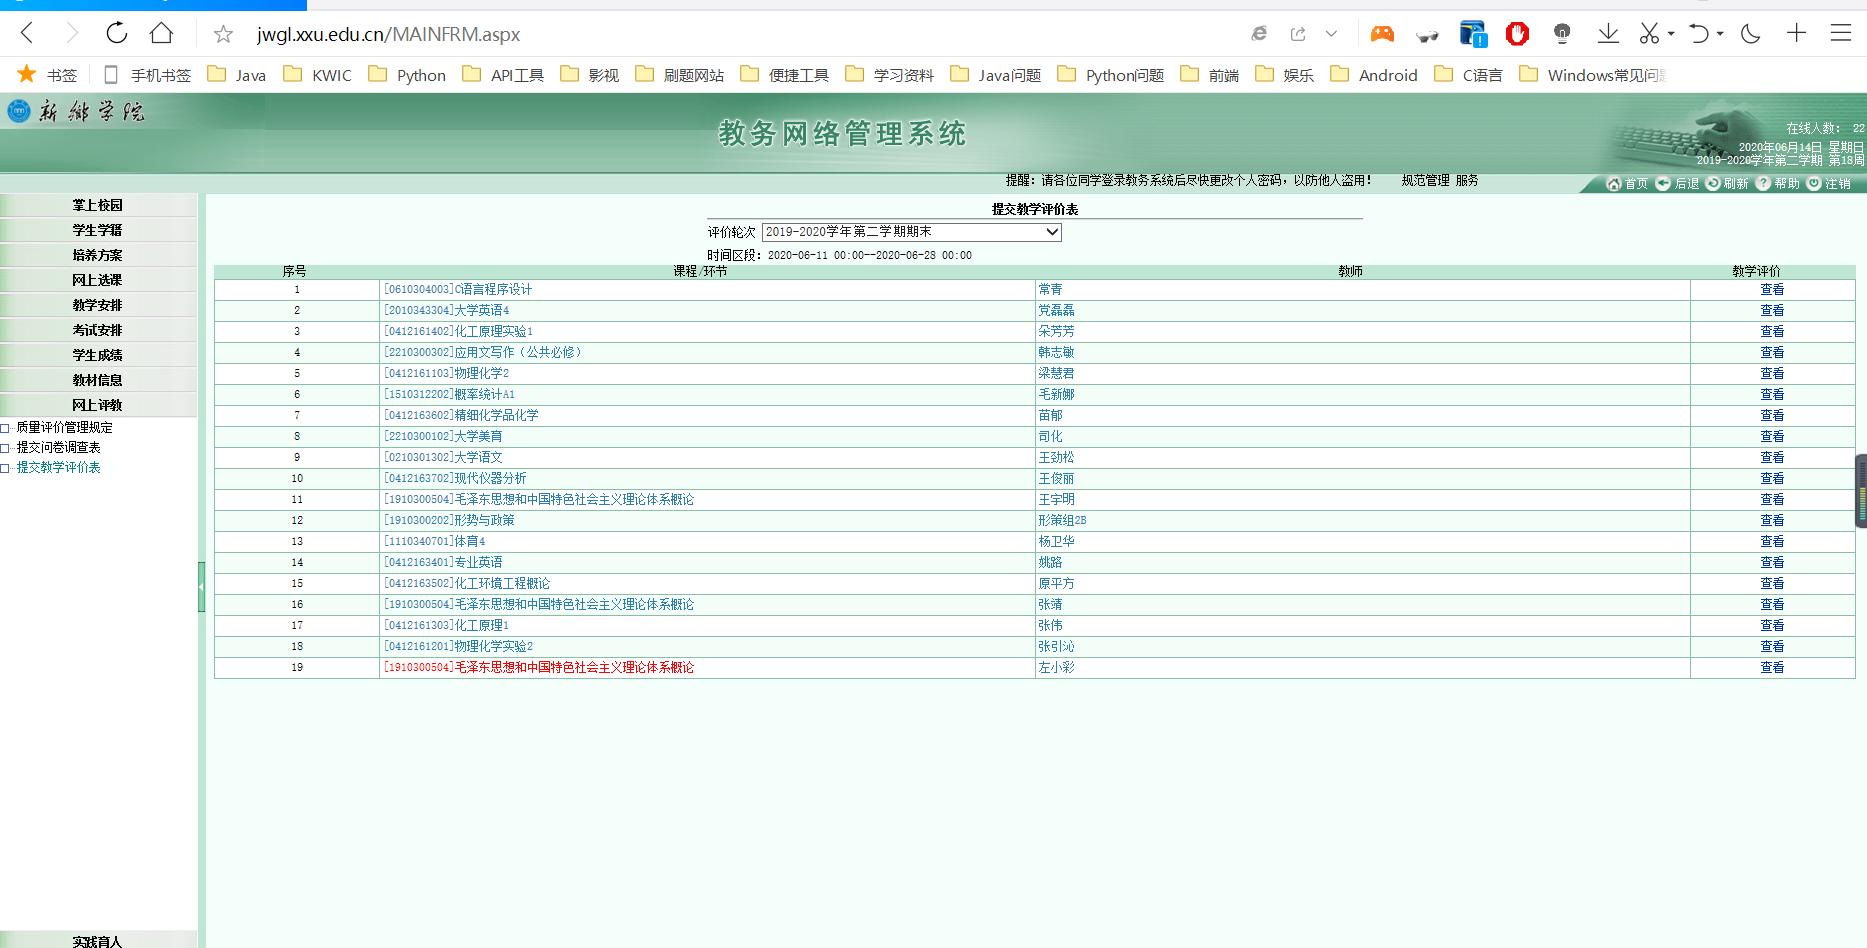 jwgl.xxu.edu.cn/MAINFRM.aspx
书签 手机书签 Java KWIC Python API工具 影视 刷题网站 便捷工具 学习资料 Java问题 Python问题 前端 娱乐 Android C语言 Windows常见问
新乡学院
教务网络管理系统
在线人数: 22
2020年06月14日 星期日
2019-2020学年第二学期 第18周
提醒：请各位同学登录教务系统后尽快更改个人密码，以防他人盗用！ 规范管理 服务
首页 后退 刷新 帮助 注销
掌上校园
学生学籍
培养方案
网上选课
教学安排
考试安排
学生成绩
教材信息
网上评教
质量评价管理规定
提交问卷调查表
提交教学评价表
实践育人
提交教学评价表
评价轮次 2019-2020学年第二学期期末
时间区段：2020-06-11 00:00--2020-06-28 00:00
序号 课程/环节 教师 教学评价
1 [0610304003]C语言程序设计 常青 查看
2 [2010343304]大学英语4 党磊磊 查看
3 [0412161402]化工原理实验1 朵芳芳 查看
4 [2210300302]应用文写作（公共必修） 韩志敏 查看
5 [0412161103]物理化学2 梁慧君 查看
6 [1510312202]概率统计A1 毛新娜 查看
7 [0412163602]精细化学品化学 苗郁 查看
8 [2210300102]大学美育 司化 查看
9 [0210301302]大学语文 王劲松 查看
10 [0412163702]现代仪器分析 王俊丽 查看
11 [1910300504]毛泽东思想和中国特色社会主义理论体系概论 王宇明 查看
12 [1910300202]形势与政策 形策组2B 查看
13 [1110340701]体育4 杨卫华 查看
14 [0412163401]专业英语 姚路 查看
15 [0412163502]化工环境工程概论 原平方 查看
16 [1910300504]毛泽东思想和中国特色社会主义理论体系概论 张靖 查看
17 [0412161303]化工原理1 张伟 查看
18 [0412161201]物理化学实验2 张引沁 查看
19 [1910300504]毛泽东思想和中国特色社会主义理论体系概论 左小彩 查看